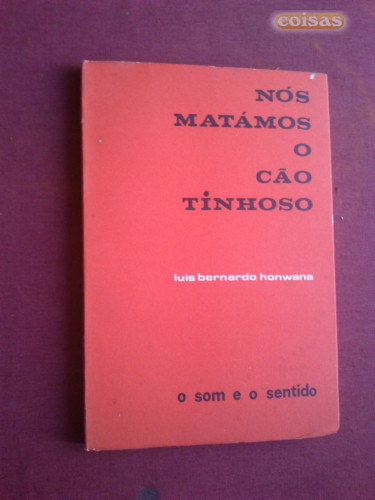 coisas
NÓS
MATÁMOS
O
CÃO
TINHOSO
luis bernardo honwana
o som e o sentido